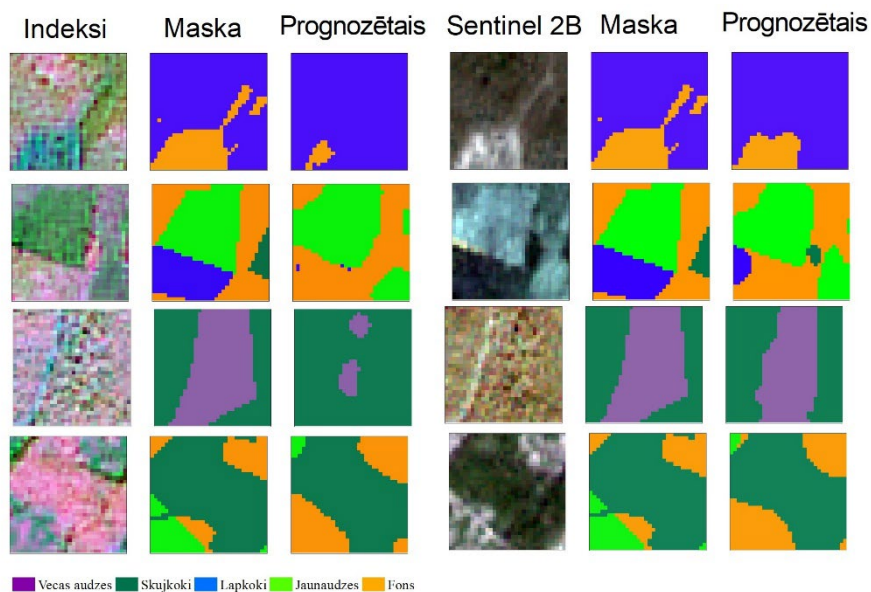 Indeksi Maska Prognozētais Sentinel 2B Maska Prognozētais
Vecas audzes Skujkoki Lapkoki Jaunaudzes Fons